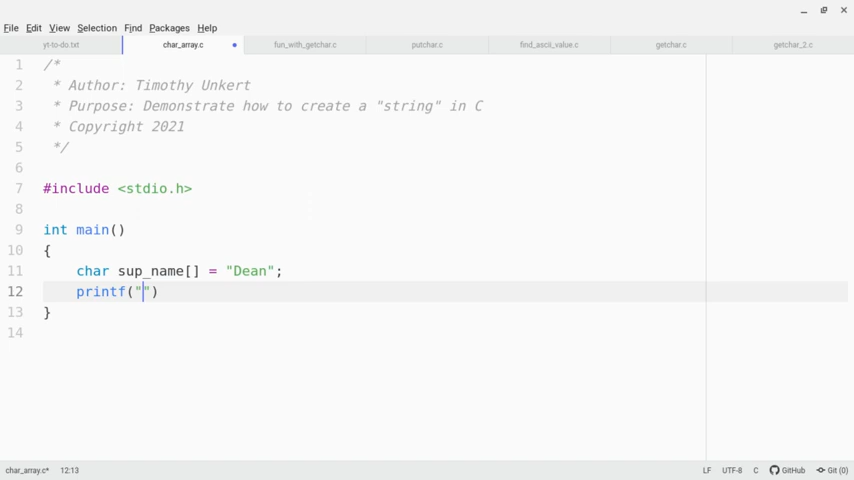 File Edit View Selection Find Packages Help
yt-to-do.txt char_array.c fun_with_getchar.c putchar.c find_ascii_value.c getchar.c getchar_2.c
1 /*
2 * Author: Timothy Unkert
3 * Purpose: Demonstrate how to create a "string" in C
4 * Copyright 2021
5 */
6
7 #include <stdio.h>
8
9 int main()
10 {
11 char sup_name[] = "Dean";
12 printf("")
13 }
14
char_array.c* 12:13 LF UTF-8 C GitHub Git (0)